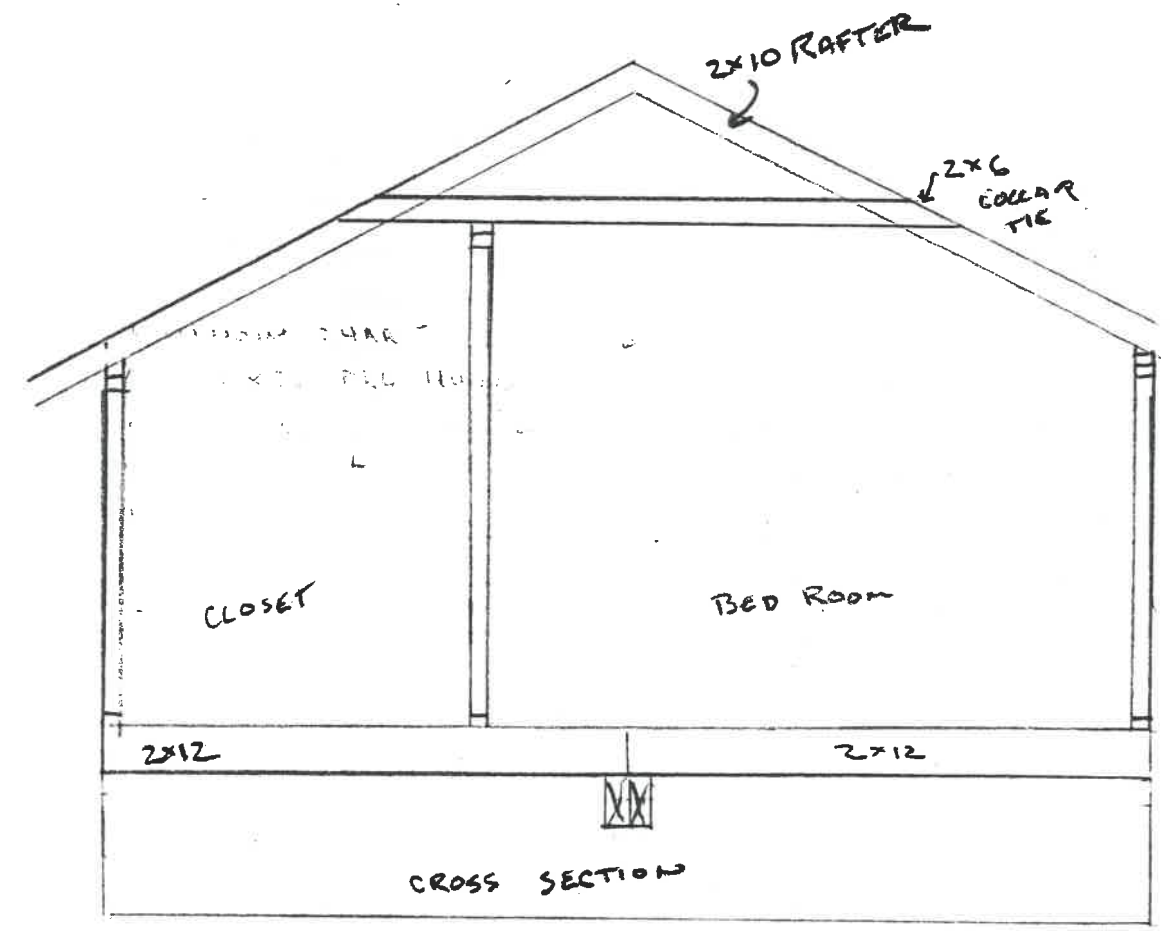 2x10 RAFTER
2x6
COLLAR
TIE
CLOSET
BED ROOM
2x12
2x12
CROSS SECTION